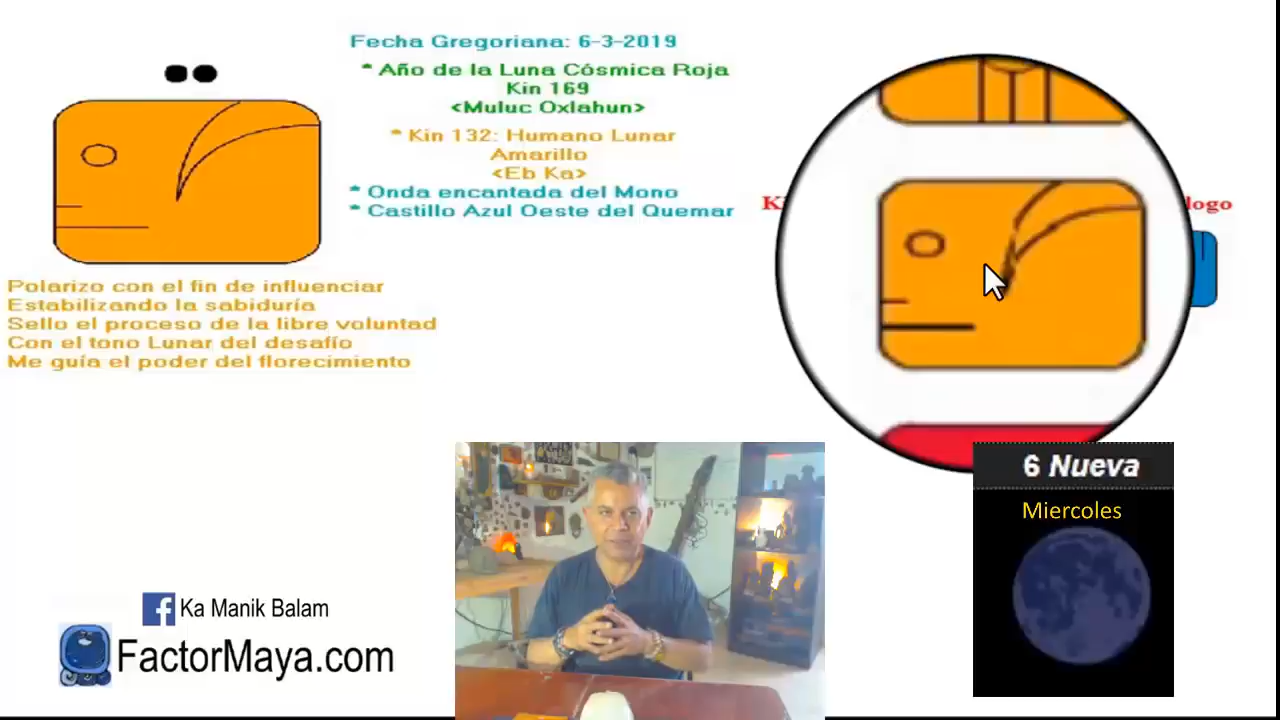 Fecha Gregoriana: 6-3-2019
* Año de la Luna Cósmica Roja
Kin 169
<Muluc Oxlahun>
* Kin 132: Humano Lunar
Amarillo
<Eb Ka>
* Onda encantada del Mono
* Castillo Azul Oeste del Quemar
Polarizo con el fin de influenciar
Estabilizando la sabiduría
Sello el proceso de la libre voluntad
Con el tono Lunar del desafío
Me guía el poder del florecimiento
6 Nueva
Miercoles
Ka Manik Balam
FactorMaya.com